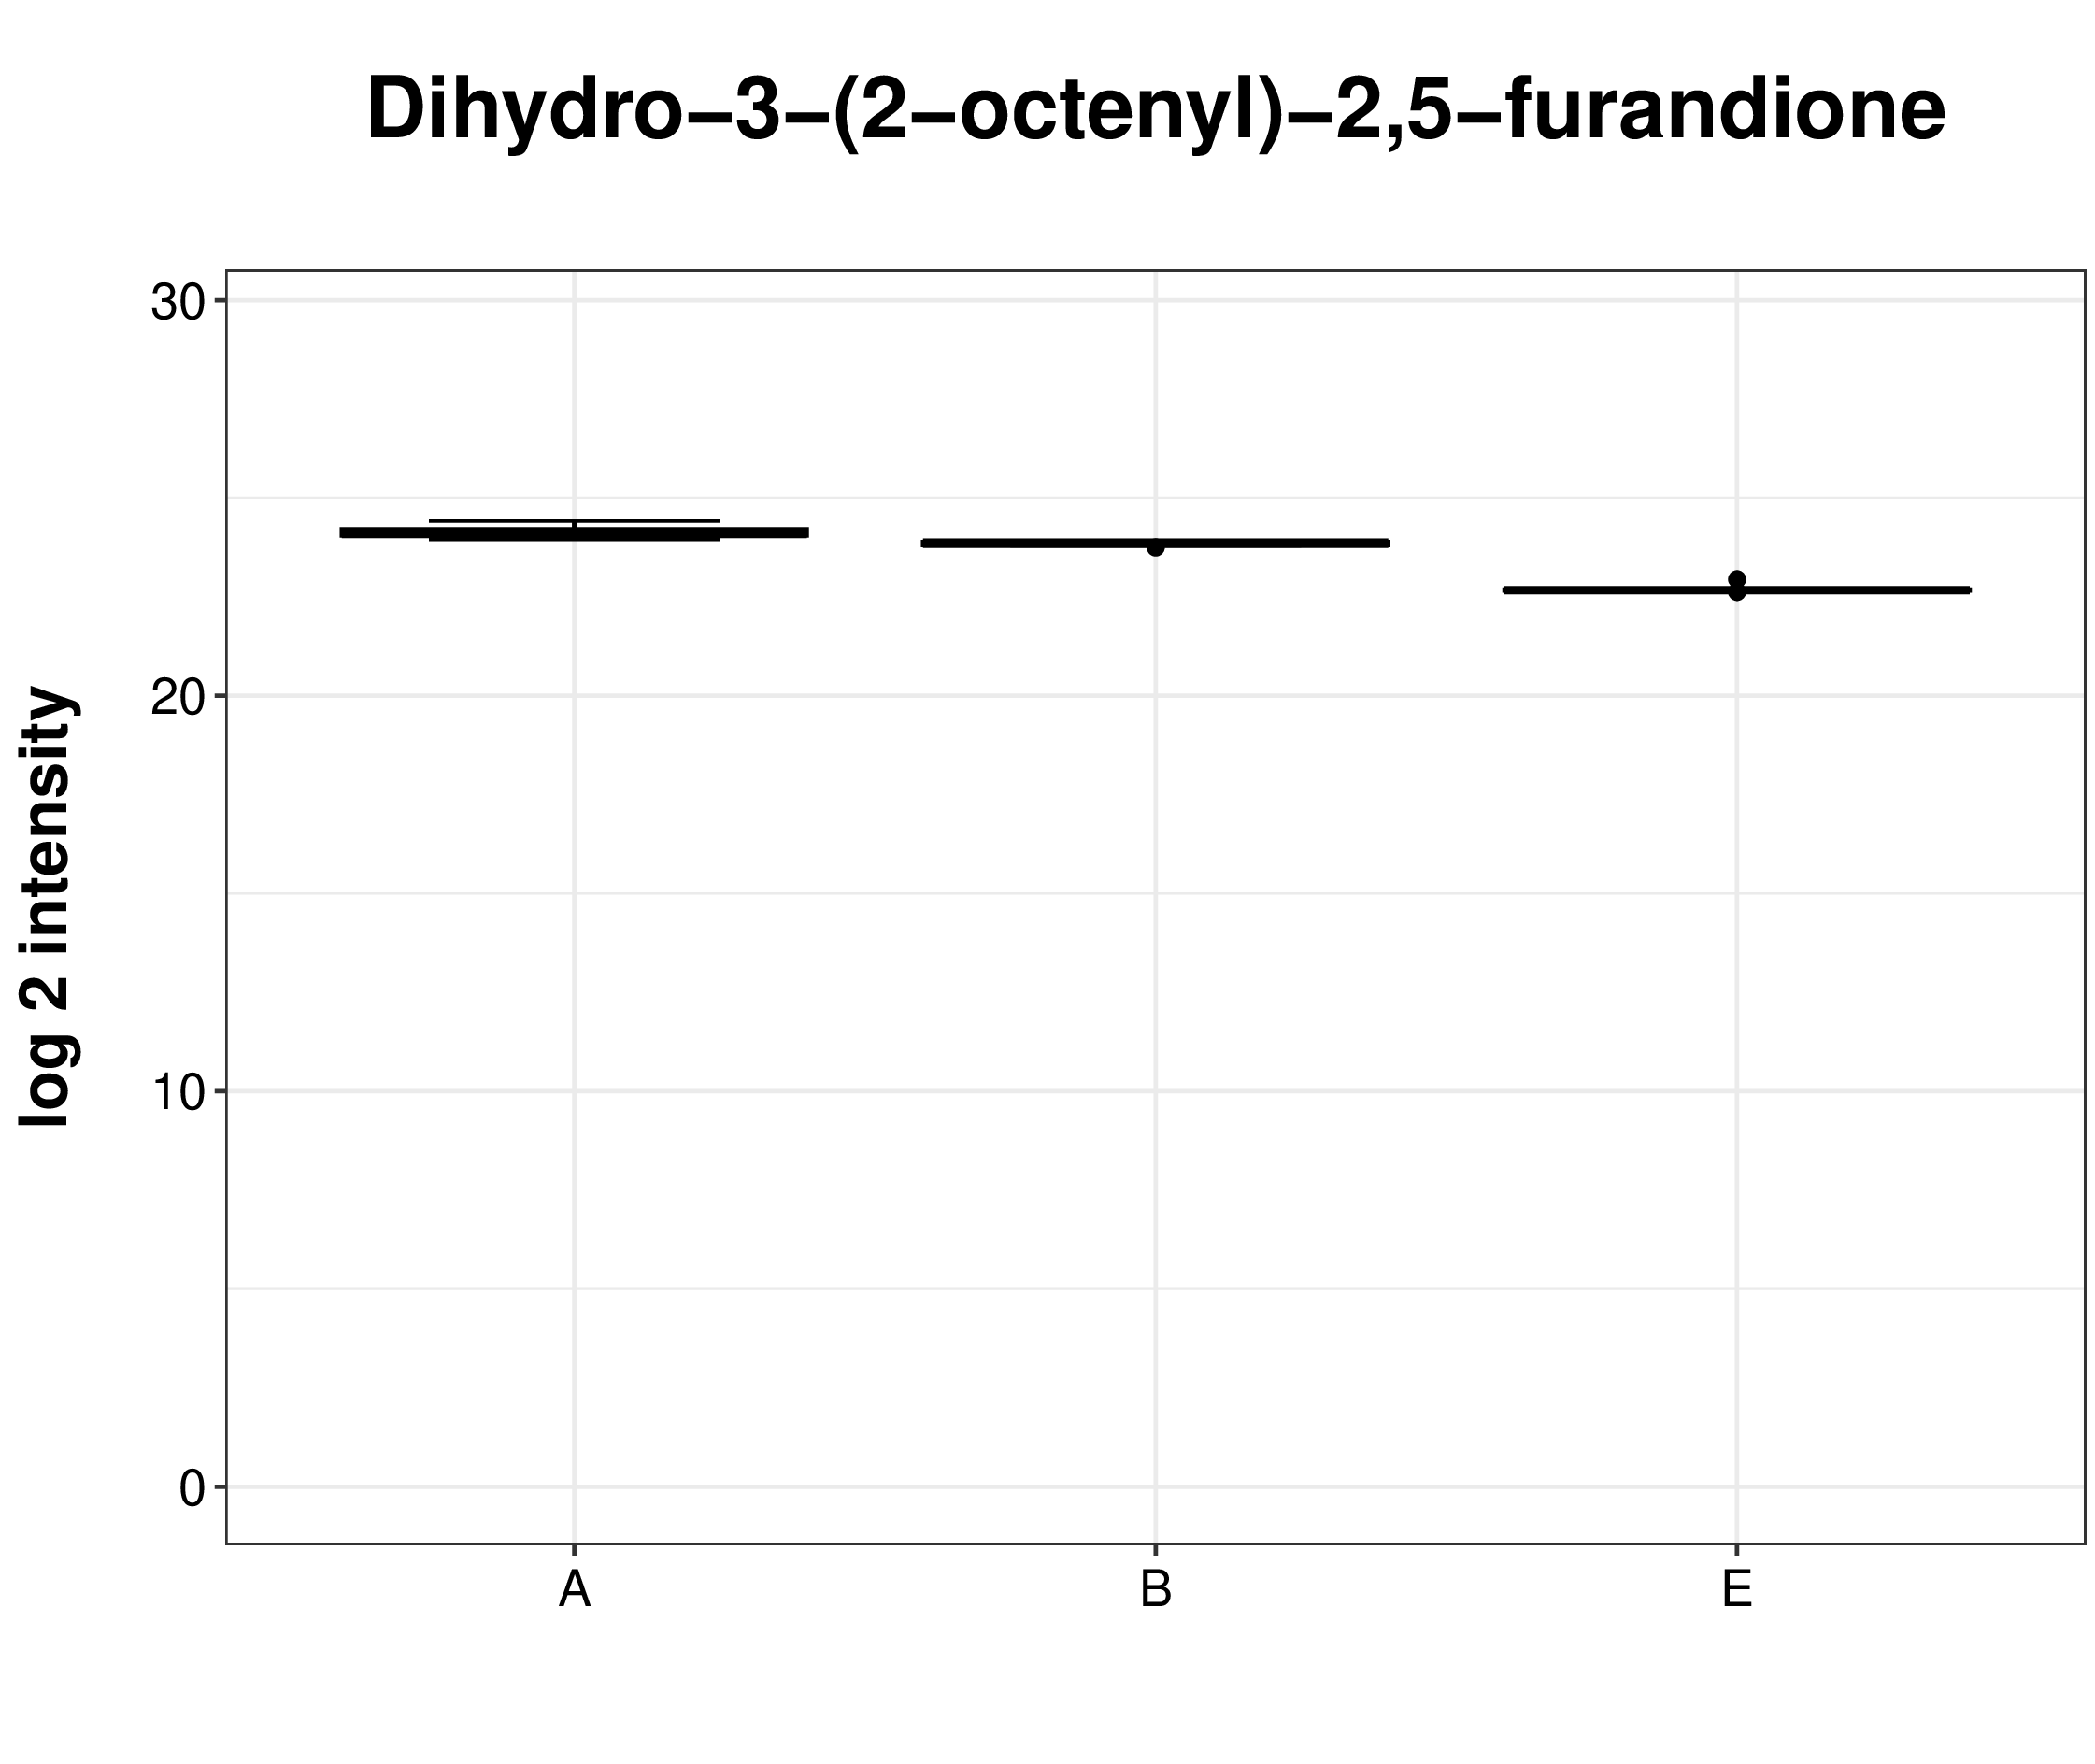 Dihydro−3−(2−octenyl)−2,5−furandione
log 2 intensity
30
20
10
0
A B E